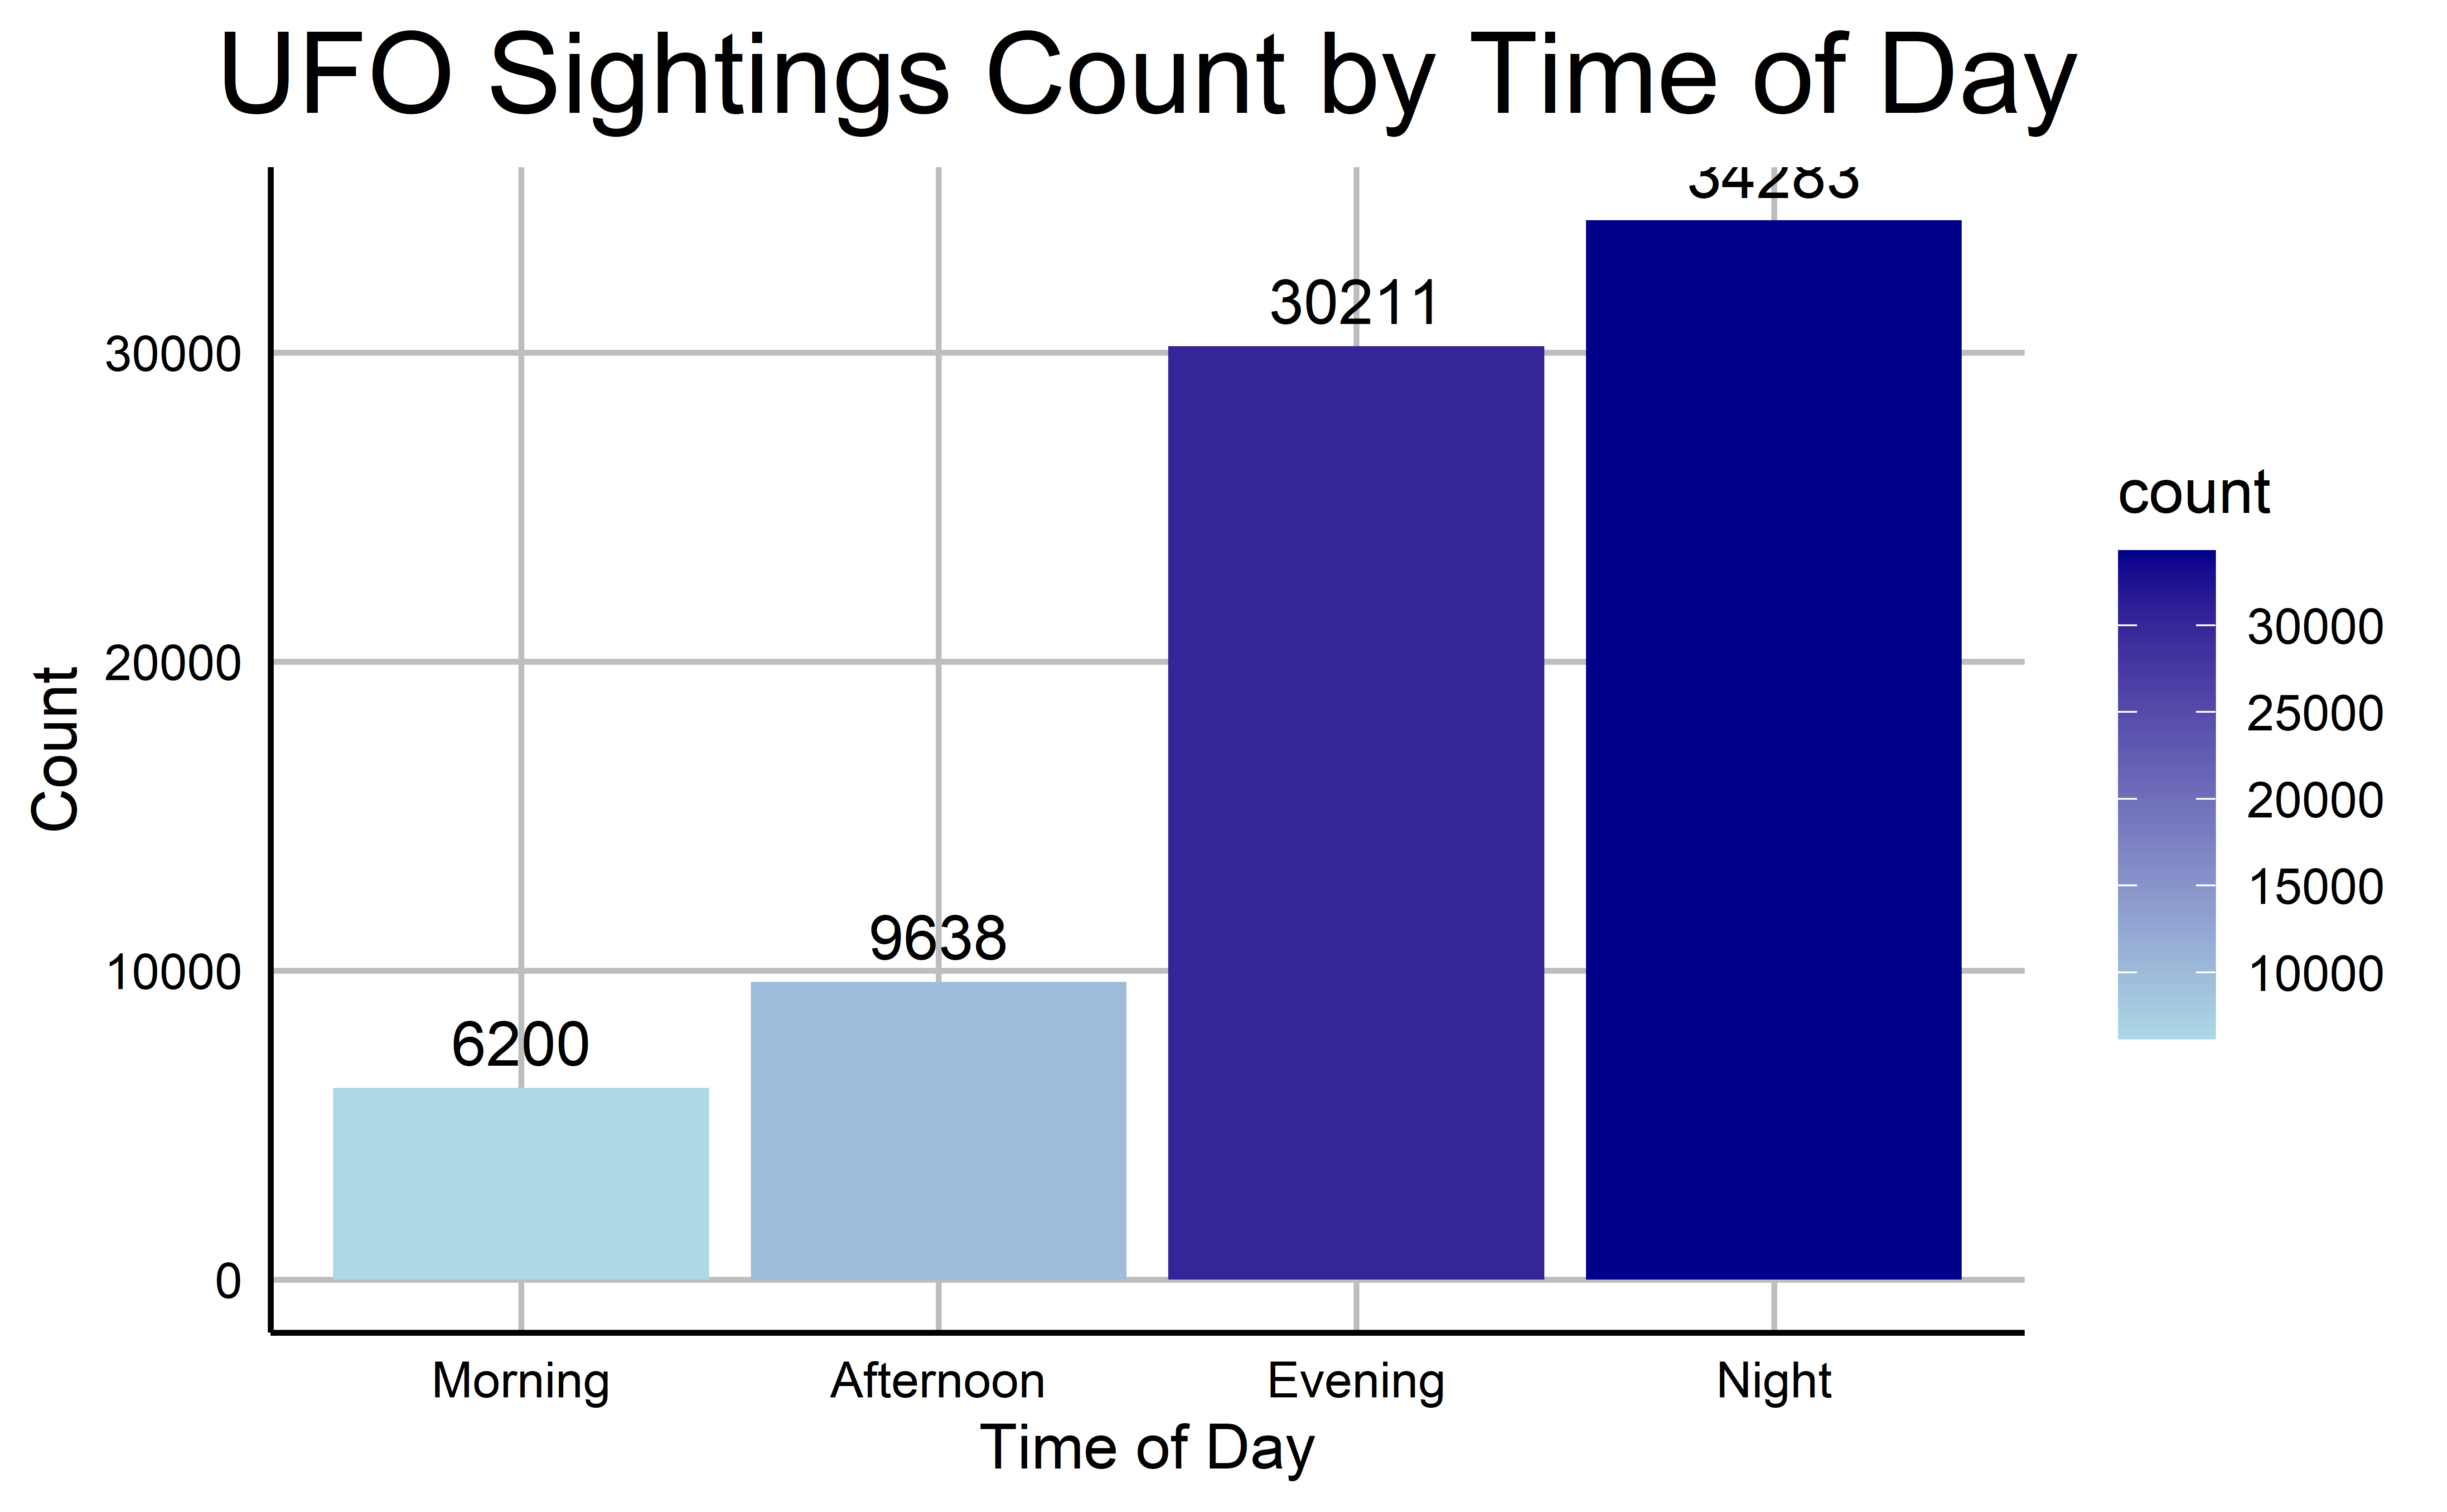 UFO Sightings Count by Time of Day
34283
30211
9638
6200
Count
30000
20000
10000
0
Morning
Afternoon
Evening
Night
Time of Day
count
30000
25000
20000
15000
10000